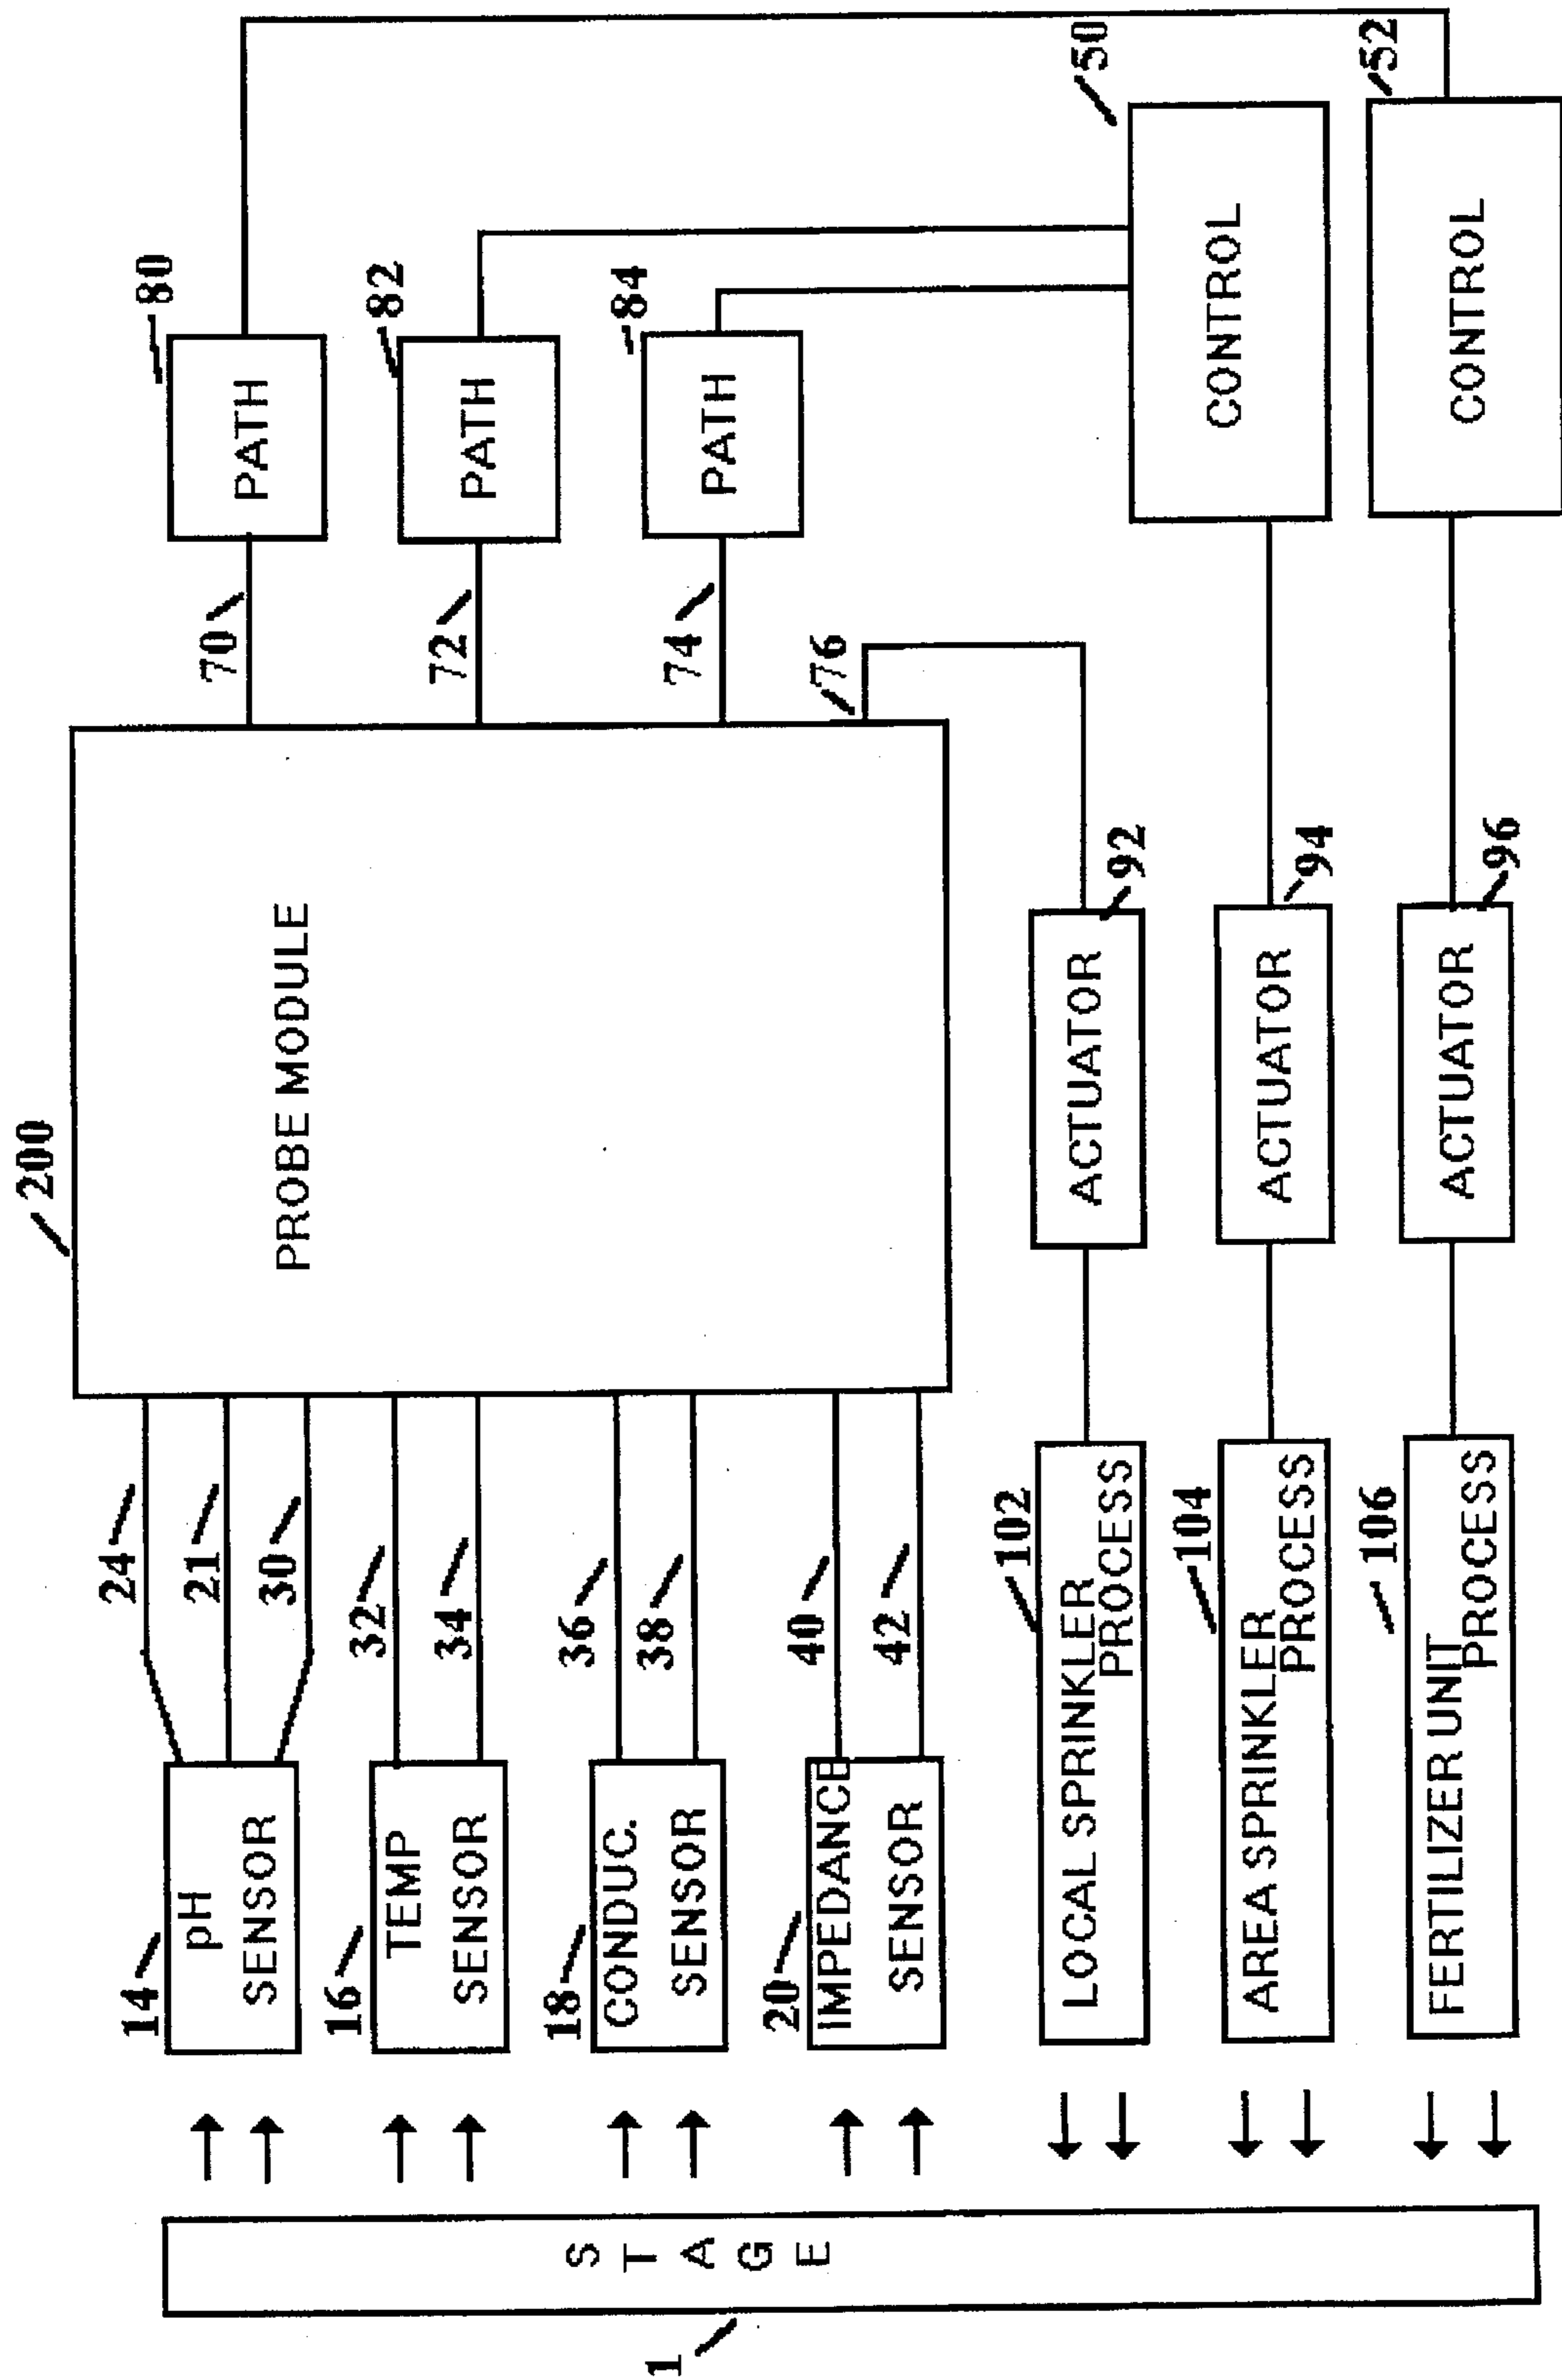 200
PROBE MODULE
14
pH
SENSOR
24
21
30
16
TEMP
SENSOR
32
34
18
CONDUC.
SENSOR
36
38
20
IMPEDANCE
SENSOR
40
42
70
PATH
80
72
PATH
82
74
PATH
84
76
1
STAGE
102
LOCAL SPRINKLER
PROCESS
ACTUATOR
92
104
AREA SPRINKLER
PROCESS
ACTUATOR
94
CONTROL
50
106
FERTILIZER UNIT
PROCESS
ACTUATOR
96
CONTROL
52